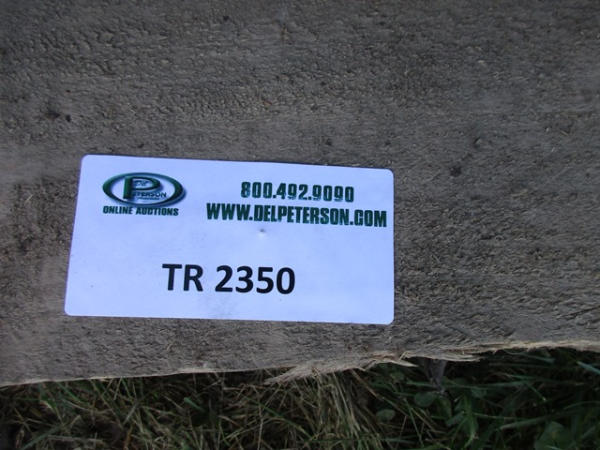 PETERSON
ONLINE AUCTIONS
800.492.9090
WWW.DELPETERSON.COM
TR 2350